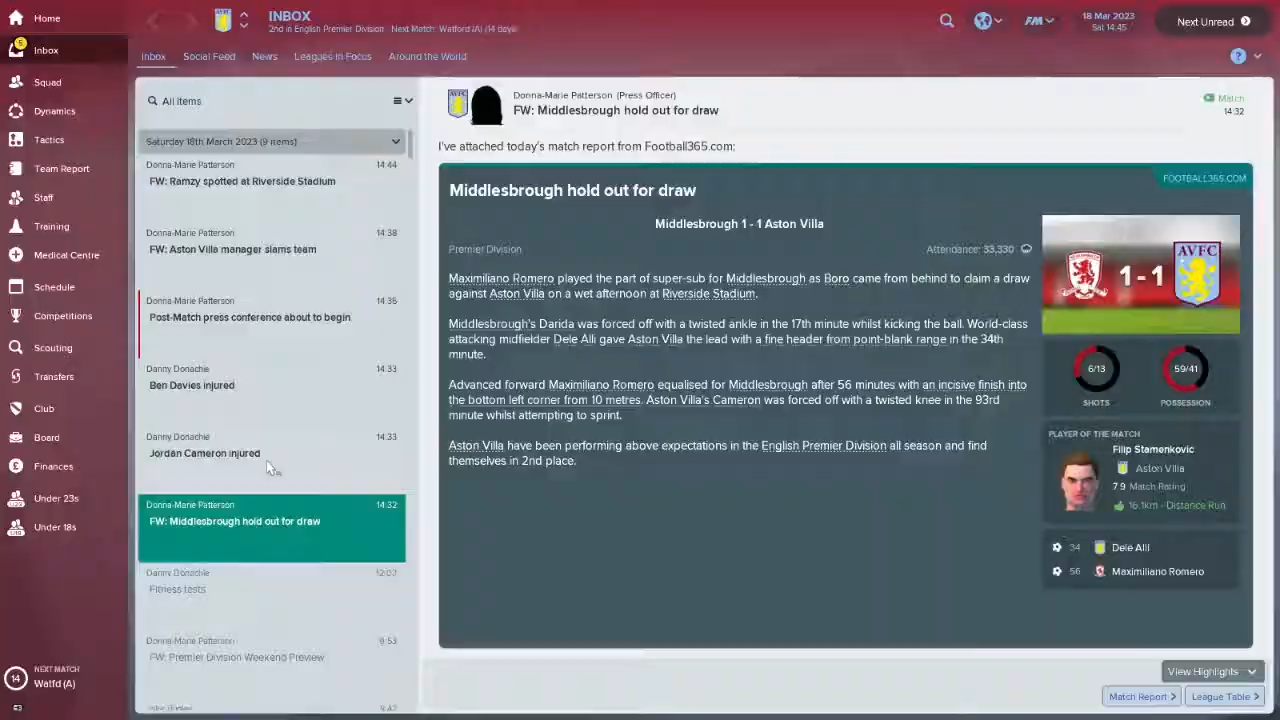 Home
Inbox
5
Squad
Dynamics
Tactics
Team Report
Staff
Training
Medical Centre
Schedule
Competitions
Scouting
Transfers
Club
Board
Finances
Under 23s
Under 18s
14
NEXT MATCH
Watfd (A)
INBOX
2nd in English Premier Division · Next Match: Watford (A) (14 days
FM
18 Mar 2023
Sat 14:45
Next Unread
Inbox
Social Feed
News
Leagues in Focus
Around the World
?
All Items
Saturday 18th March 2023 (9 items)
Donna-Marie Patterson 14:44
FW: Ramzy spotted at Riverside Stadium
Donna-Marie Patterson 14:38
FW: Aston Villa manager slams team
Donna-Marie Patterson 14:35
Post-Match press conference about to begin
Danny Donachie 14:33
Ben Davies injured
Danny Donachie 14:33
Jordan Cameron injured
Donna-Marie Patterson 14:32
FW: Middlesbrough hold out for draw
Danny Donachie 12:03
Fitness tests
Donna-Marie Patterson 9:53
FW: Premier Division Weekend Preview
Donna-Marie Patterson (Press Officer)
FW: Middlesbrough hold out for draw
Match
14:32
I've attached today's match report from Football365.com:
FOOTBALL365.COM
Middlesbrough hold out for draw
Middlesbrough 1 - 1 Aston Villa
Premier Division
Attendance: 33,330
Maximiliano Romero played the part of super-sub for Middlesbrough as Boro came from behind to claim a draw
against Aston Villa on a wet afternoon at Riverside Stadium.
Middlesbrough's Darida was forced off with a twisted ankle in the 17th minute whilst kicking the ball. World-class
attacking midfielder Dele Alli gave Aston Villa the lead with a fine header from point-blank range in the 34th
minute.
Advanced forward Maximiliano Romero equalised for Middlesbrough after 56 minutes with an incisive finish into
the bottom left corner from 10 metres. Aston Villa's Cameron was forced off with a twisted knee in the 93rd
minute whilst attempting to sprint.
Aston Villa have been performing above expectations in the English Premier Division all season and find
themselves in 2nd place.
1 - 1
AVFC
6/13
SHOTS
59/41
POSSESSION
PLAYER OF THE MATCH
Filip Stamenkovic
Aston Villa
7.9 Match Rating
16.1km - Distance Run
34 Dele Alli
56 Maximiliano Romero
View Highlights
Match Report >
League Table >